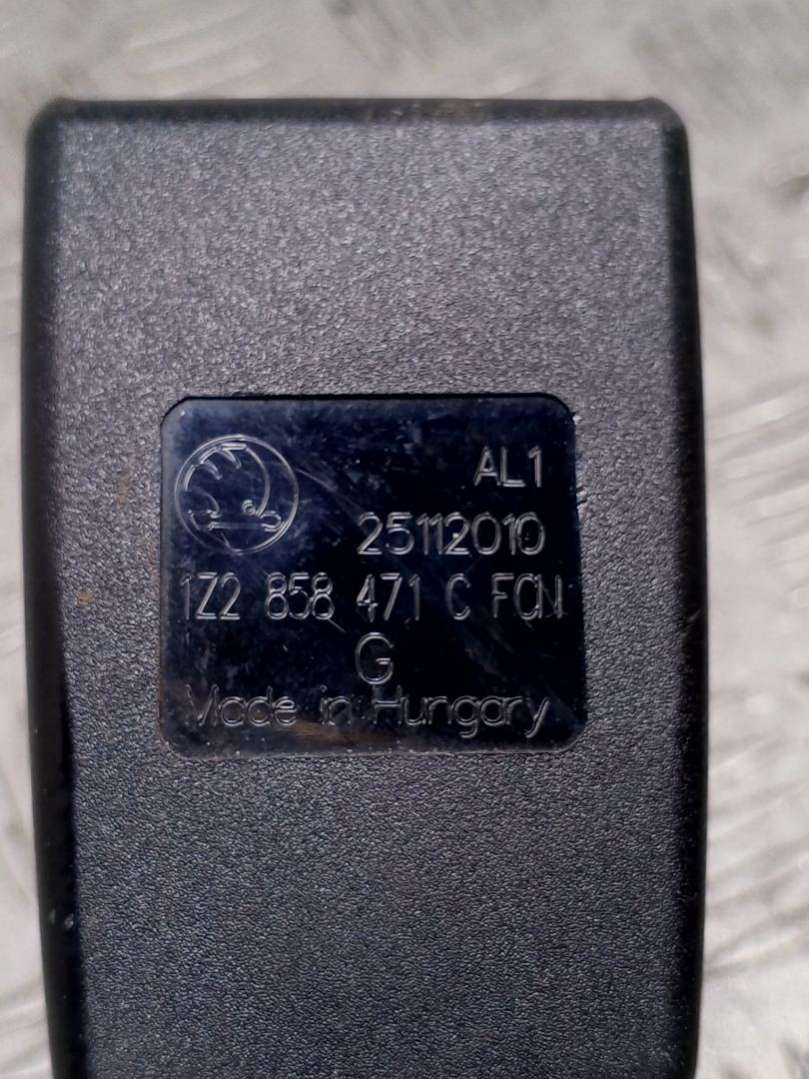 AL1
25112010
1Z2 858 471 C FCN
G
Made in Hungary